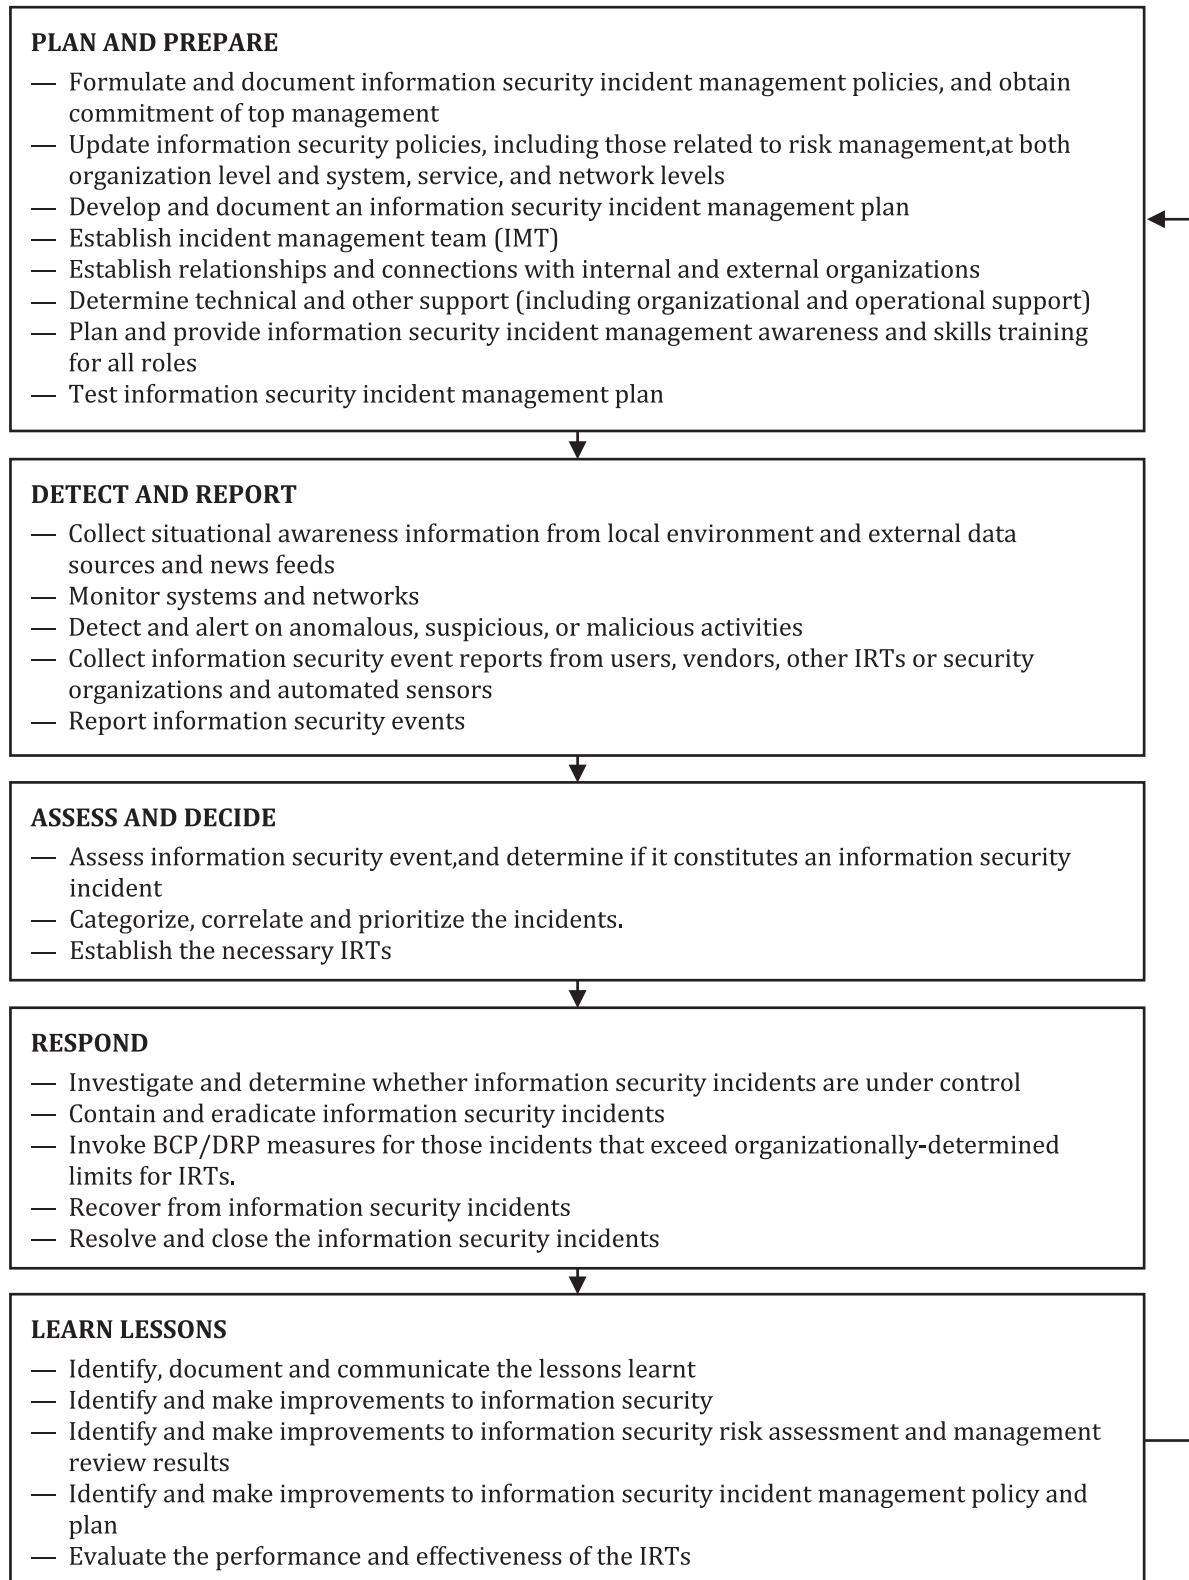 PLAN AND PREPARE
— Formulate and document information security incident management policies, and obtain
commitment of top management
— Update information security policies, including those related to risk management,at both
organization level and system, service, and network levels
— Develop and document an information security incident management plan
— Establish incident management team (IMT)
— Establish relationships and connections with internal and external organizations
— Determine technical and other support (including organizational and operational support)
— Plan and provide information security incident management awareness and skills training
for all roles
— Test information security incident management plan
DETECT AND REPORT
— Collect situational awareness information from local environment and external data
sources and news feeds
— Monitor systems and networks
— Detect and alert on anomalous, suspicious, or malicious activities
— Collect information security event reports from users, vendors, other IRTs or security
organizations and automated sensors
— Report information security events
ASSESS AND DECIDE
— Assess information security event,and determine if it constitutes an information security
incident
— Categorize, correlate and prioritize the incidents.
— Establish the necessary IRTs
RESPOND
— Investigate and determine whether information security incidents are under control
— Contain and eradicate information security incidents
— Invoke BCP/DRP measures for those incidents that exceed organizationally-determined
limits for IRTs.
— Recover from information security incidents
— Resolve and close the information security incidents
LEARN LESSONS
— Identify, document and communicate the lessons learnt
— Identify and make improvements to information security
— Identify and make improvements to information security risk assessment and management
review results
— Identify and make improvements to information security incident management policy and
plan
— Evaluate the performance and effectiveness of the IRTs